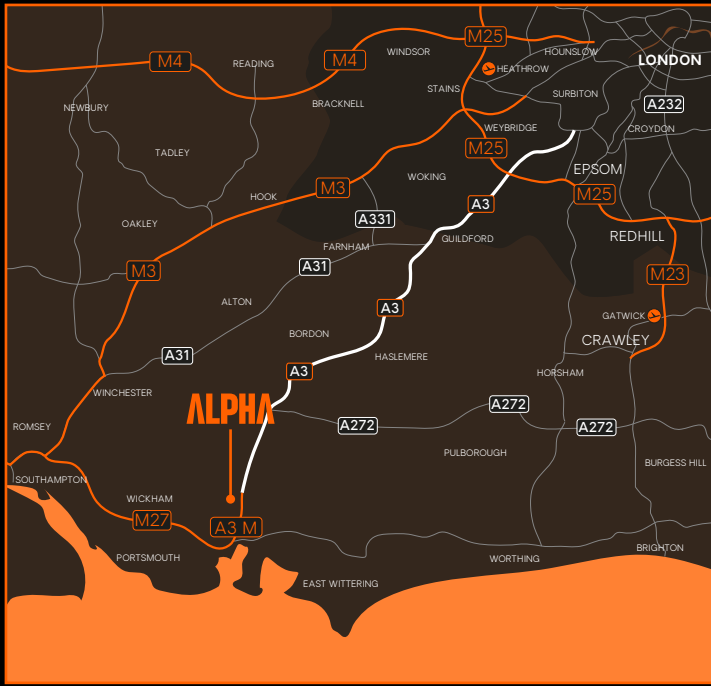 M25
HOUNSLOW
WINDSOR
LONDON
M4
M4
READING
HEATHROW
STAINS
SURBITON
BRACKNELL
A232
NEWBURY
WEYBRIDGE
CROYDON
M25
TADLEY
EPSOM
WOKING
M3
M25
HOOK
A3
A331
OAKLEY
REDHILL
GUILDFORD
FARNHAM
A31
M3
M23
ALTON
A3
GATWICK
BORDON
CRAWLEY
A31
HASLEMERE
A3
HORSHAM
WINCHESTER
ALPHA
A272
A272
A272
ROMSEY
PULBOROUGH
BURGESS HILL
SOUTHAMPTON
WICKHAM
M27
A3 M
BRIGHTON
PORTSMOUTH
WORTHING
EAST WITTERING